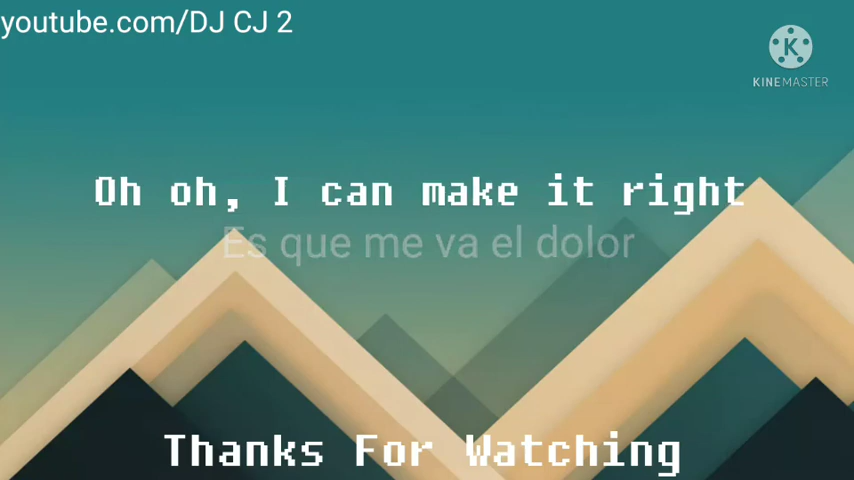 youtube.com/DJ CJ 2
K
KINEMASTER
Oh oh, I can make it right
Es que me va el dolor
Thanks For Watching